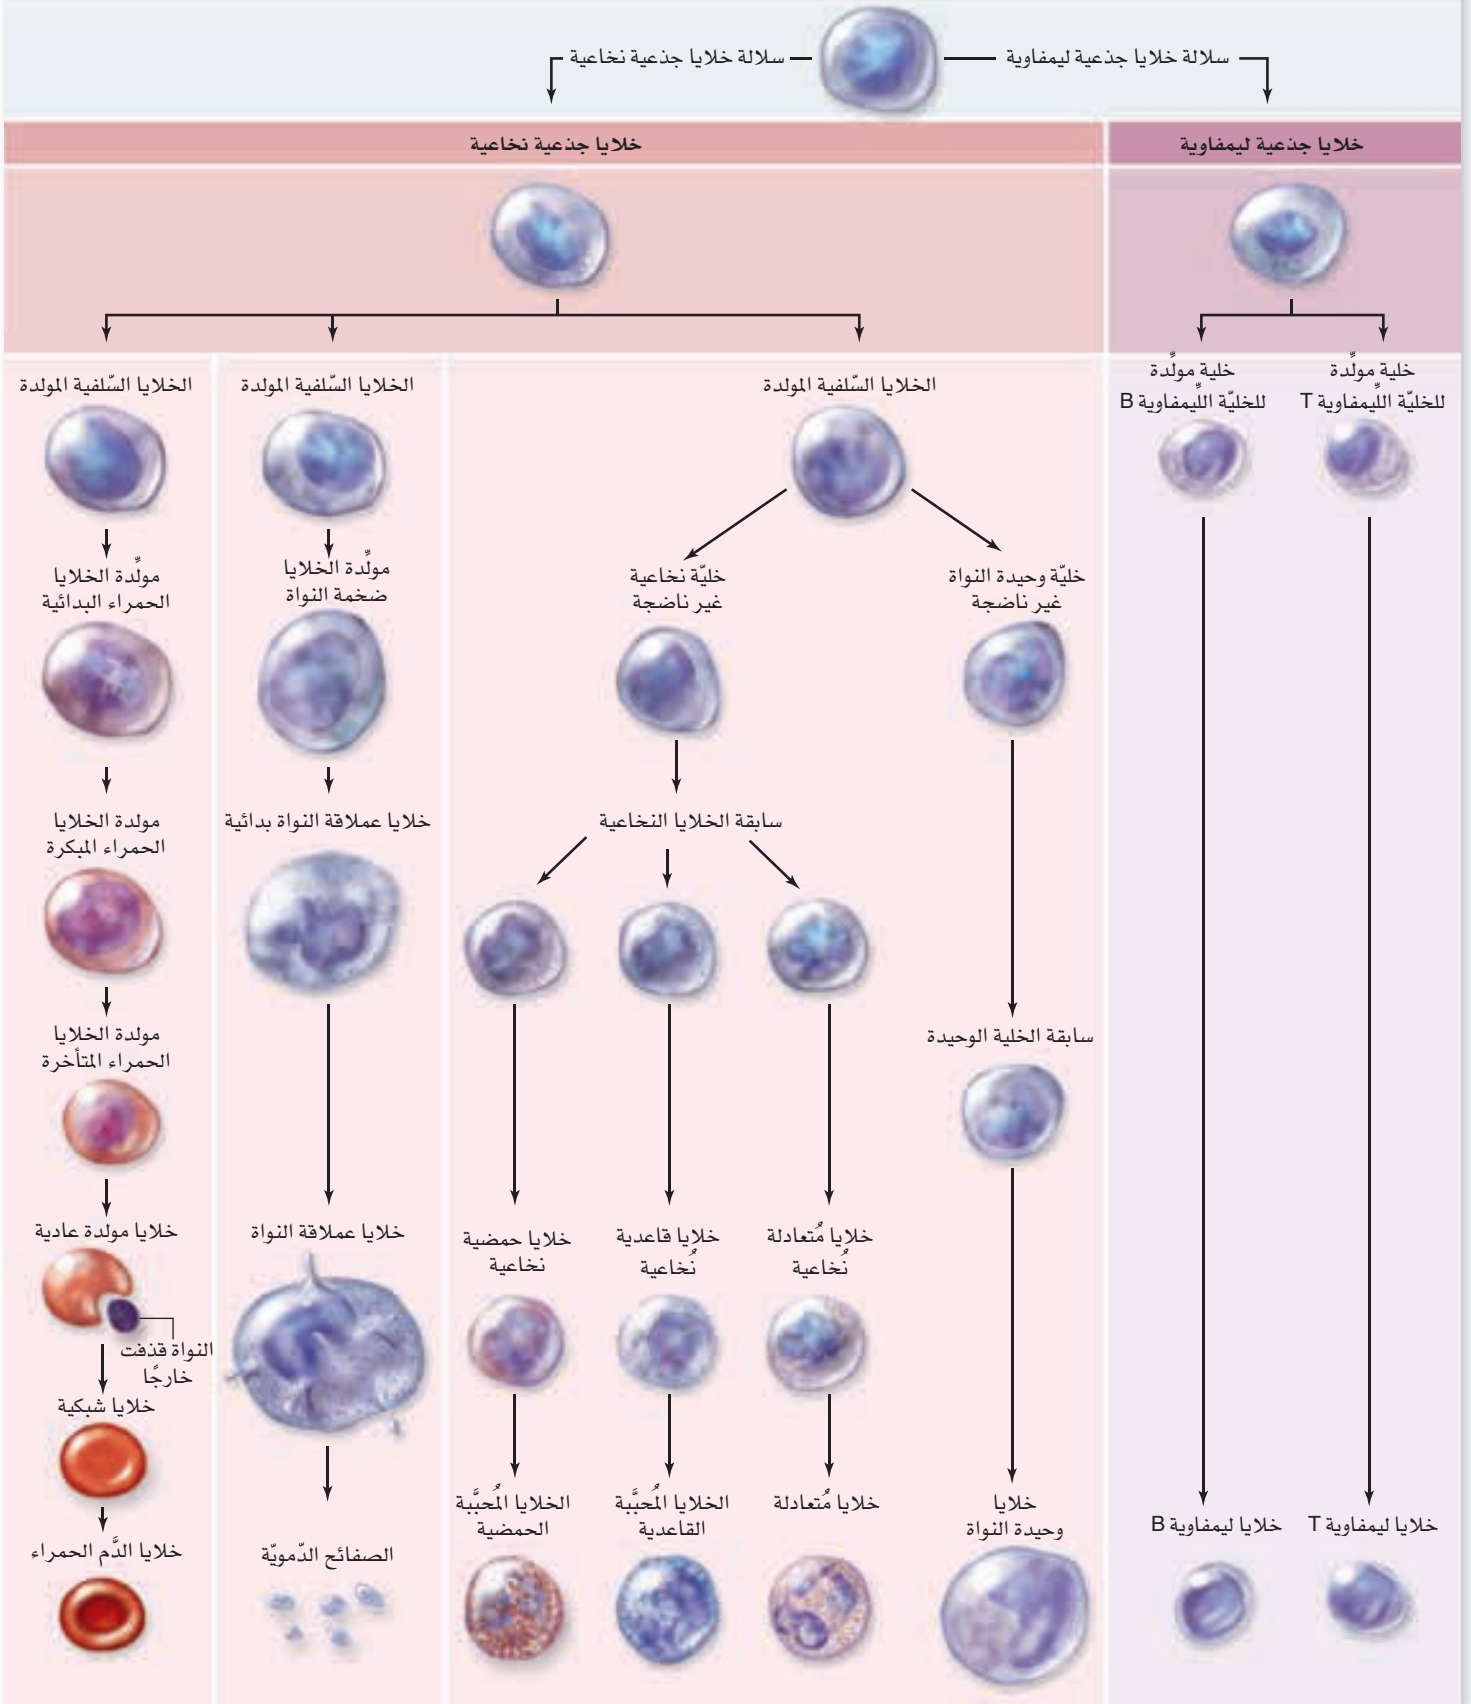 سلالة خلايا جذعية ليمفاوية
سلالة خلايا جذعية نخاعية
خلايا جذعية ليمفاوية
خلايا جذعية نخاعية
خلية مولِّدة
للخليّة اللِّيمفاوية T
خلية مولِّدة
للخليّة اللِّيمفاوية B
الخلايا السّلفية المولدة
الخلايا السّلفية المولدة
الخلايا السّلفية المولدة
خليّة وحيدة النواة
غير ناضجة
خليّة نخاعية
غير ناضجة
مولِّدة الخلايا
ضخمة النواة
مولِّدة الخلايا
الحمراء البدائية
سابقة الخلايا النخاعية
خلايا عملاقة النواة بدائية
مولدة الخلايا
الحمراء المبكرة
سابقة الخلية الوحيدة
مولدة الخلايا
الحمراء المتأخرة
خلايا مُتعادلة
نُخاعية
خلايا قاعدية
نُخاعية
خلايا حمضية
نخاعية
خلايا عملاقة النواة
خلايا مولدة عادية
النواة قذفت
خارجًا
خلايا شبكية
خلايا ليمفاوية T
خلايا ليمفاوية B
خلايا
وحيدة النواة
خلايا مُتعادلة
الخلايا المُحبَّبة
القاعدية
الخلايا المُحبَّبة
الحمضية
الصفائح الدّمويّة
خلايا الدَّم الحمراء